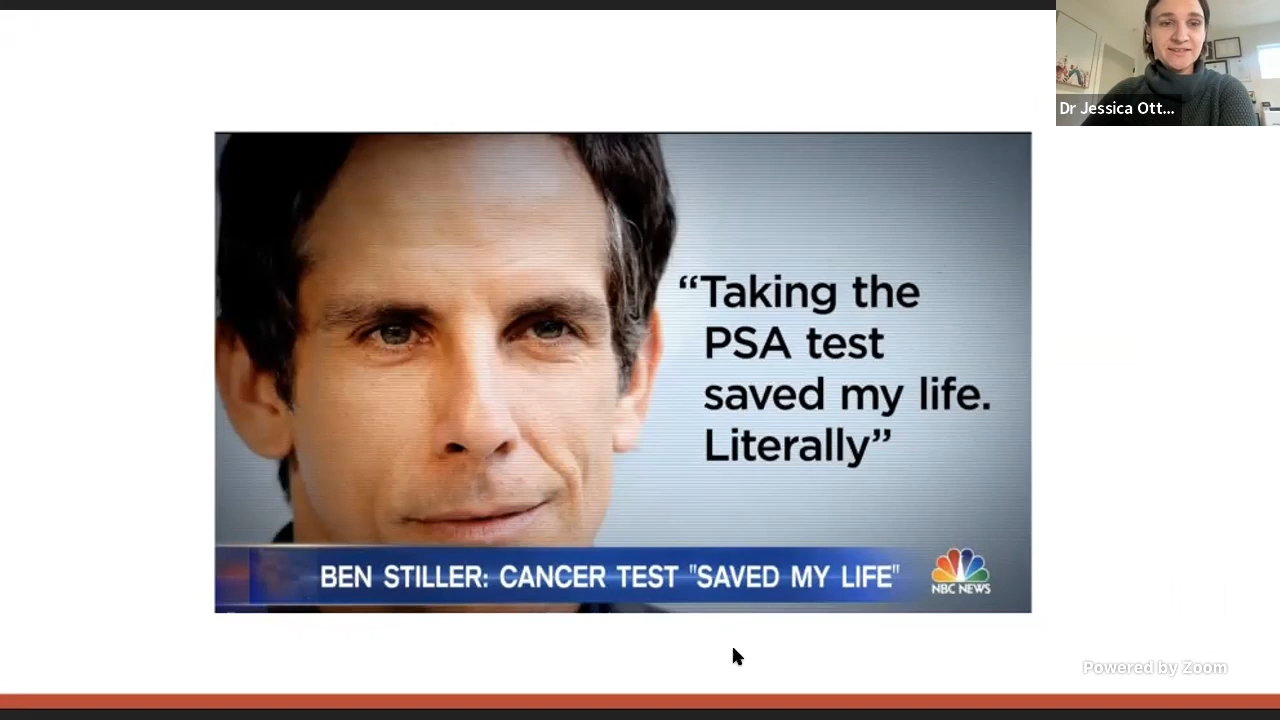 Dr Jessica Ott...
“Taking the
PSA test
saved my life.
Literally”
BEN STILLER: CANCER TEST "SAVED MY LIFE"
NBC NEWS
Powered by Zoom